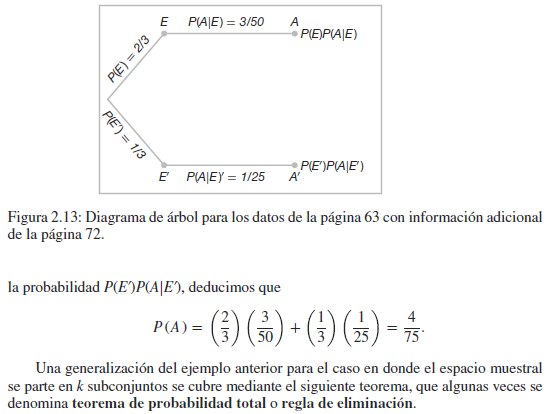 E P(A|E) = 3/50 A
P(E)P(A|E)
P(E) = 2/3
P(E') = 1/3
P(E')P(A|E')
E' P(A|E)' = 1/25 A'
Figura 2.13: Diagrama de árbol para los datos de la página 63 con información adicional
de la página 72.
la probabilidad P(E')P(A|E'), deducimos que
P(A) = (2/3) (3/50) + (1/3) (1/25) = 4/75.
Una generalización del ejemplo anterior para el caso en donde el espacio muestral
se parte en k subconjuntos se cubre mediante el siguiente teorema, que algunas veces se
denomina teorema de probabilidad total o regla de eliminación.